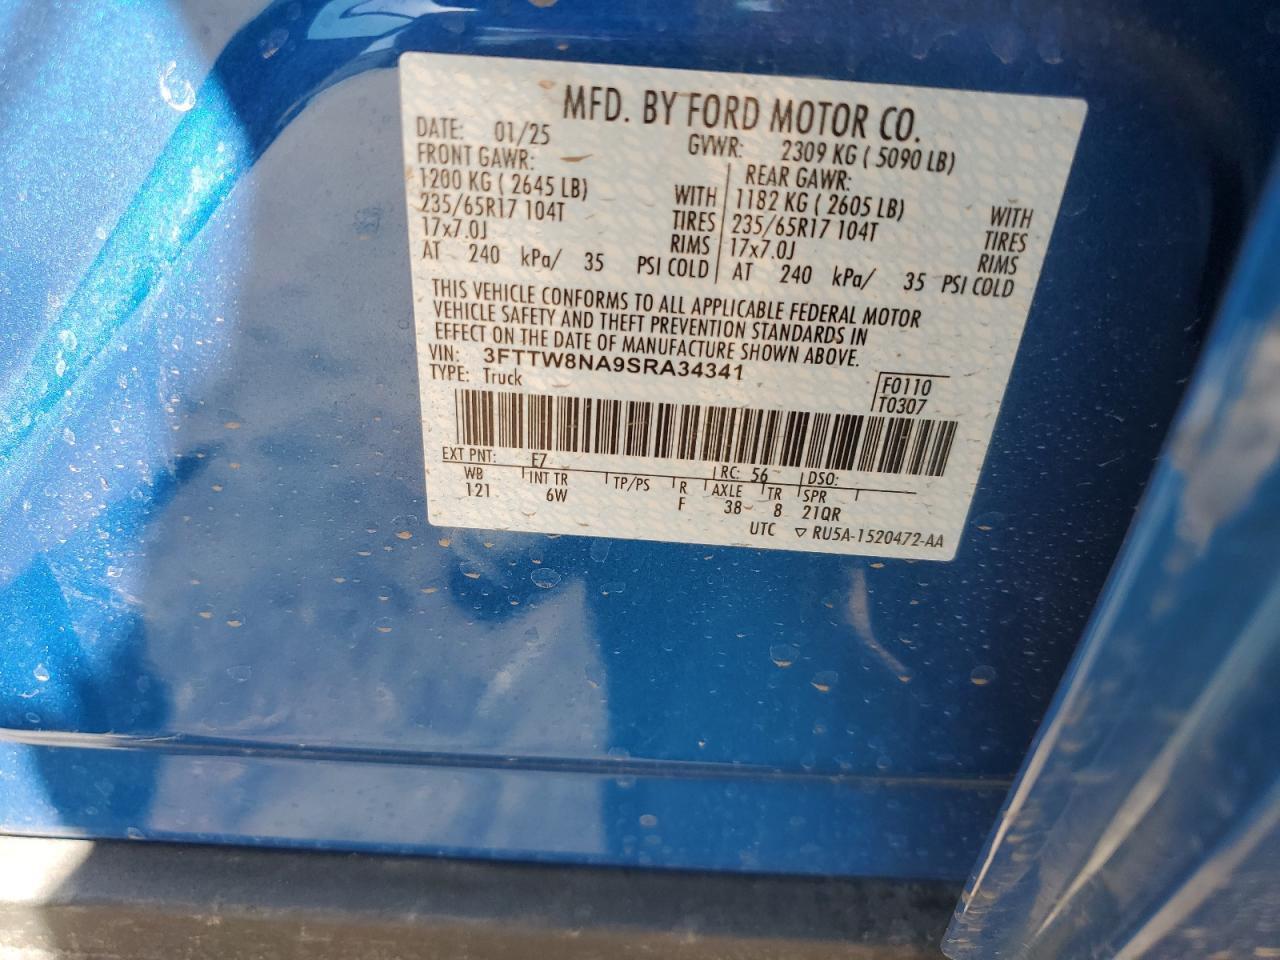 MFD. BY FORD MOTOR CO.
DATE: 01/25 GVWR: 2309 KG ( 5090 LB)
FRONT GAWR: REAR GAWR:
1200 KG ( 2645 LB) WITH 1182 KG ( 2605 LB) WITH
235/65R17 104T TIRES 235/65R17 104T TIRES
17x7.0J RIMS 17x7.0J RIMS
AT 240 kPa/ 35 PSI COLD AT 240 kPa/ 35 PSI COLD
THIS VEHICLE CONFORMS TO ALL APPLICABLE FEDERAL MOTOR
VEHICLE SAFETY AND THEFT PREVENTION STANDARDS IN
EFFECT ON THE DATE OF MANUFACTURE SHOWN ABOVE.
VIN: 3FTTW8NA9SRA34341
TYPE: Truck F0110
T0307
EXT PNT: E7 RC: 56 DSO:
WB INT TR TP/PS R AXLE TR SPR
121 6W F 38 8 21QR
UTC ▽ RU5A-1520472-AA